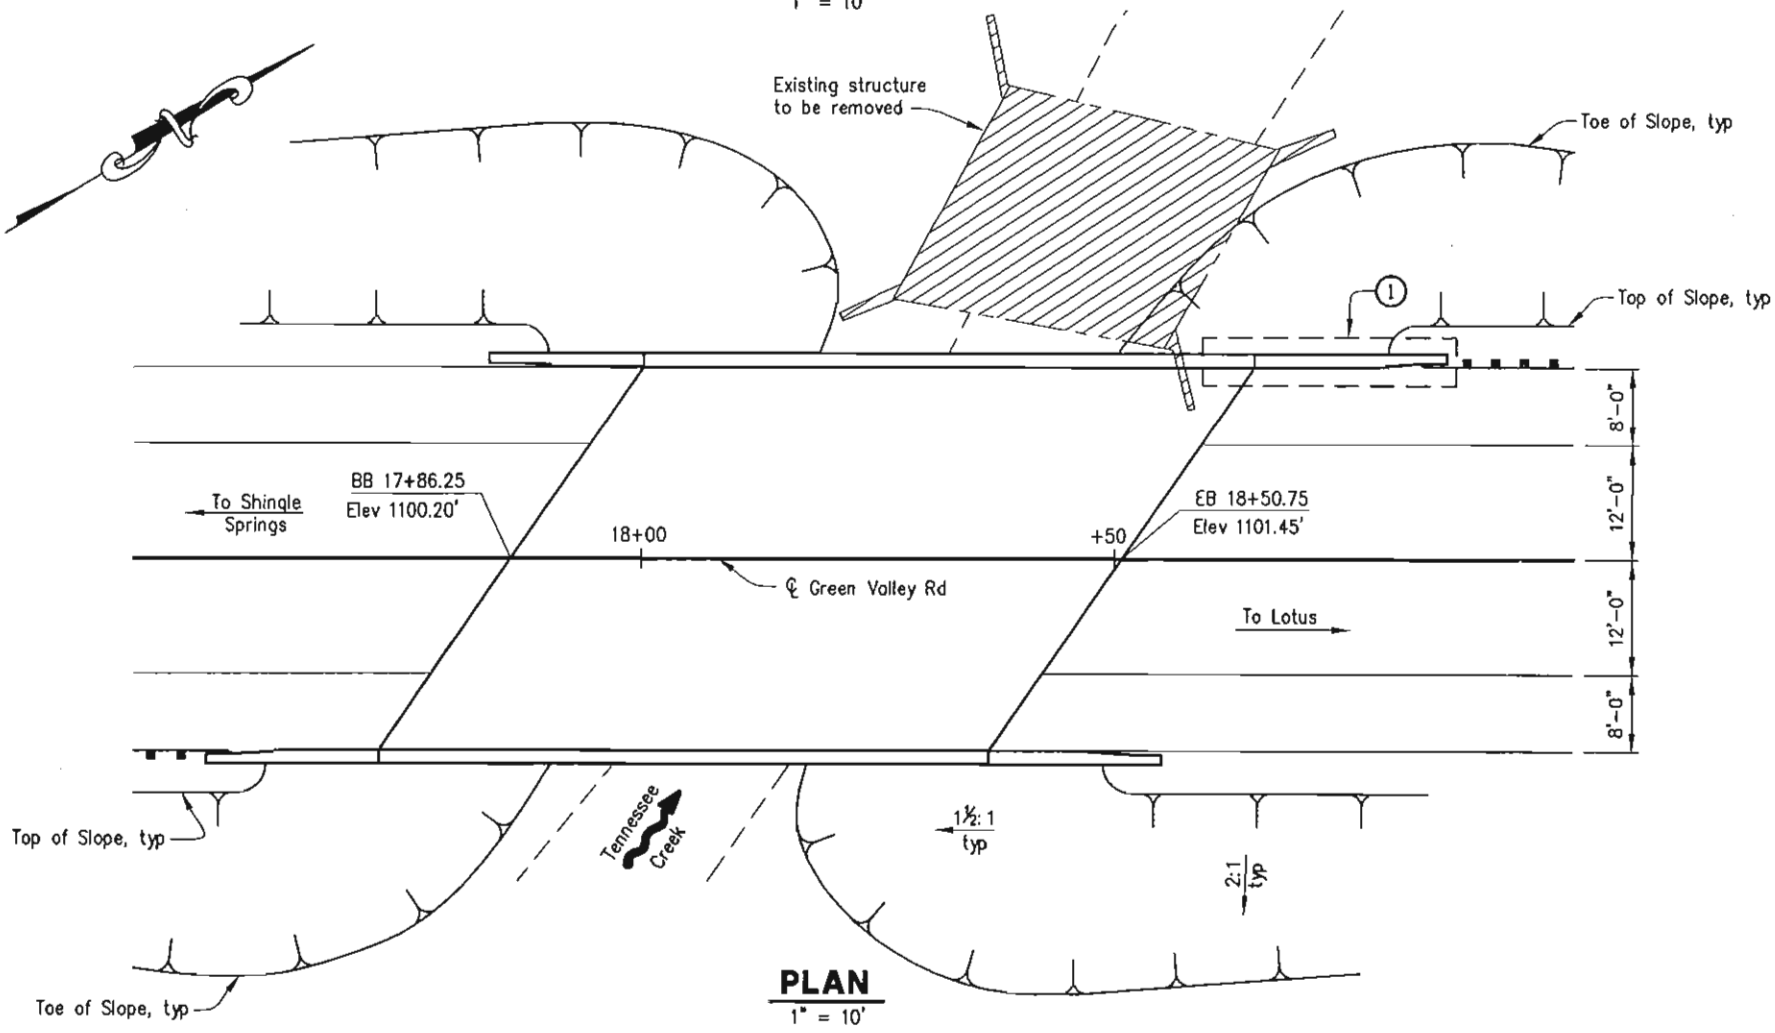 1" = 10'
Existing structure
to be removed
Toe of Slope, typ
1
Top of Slope, typ
8'-0"
BB 17+86.25
Elev 1100.20'
EB 18+50.75
Elev 1101.45'
12'-0"
To Shingle
Springs
18+00
+50
℄ Green Valley Rd
To Lotus
12'-0"
8'-0"
Tennessee
Creek
1½:1
typ
2:1
typ
Top of Slope, typ
Toe of Slope, typ
PLAN
1" = 10'